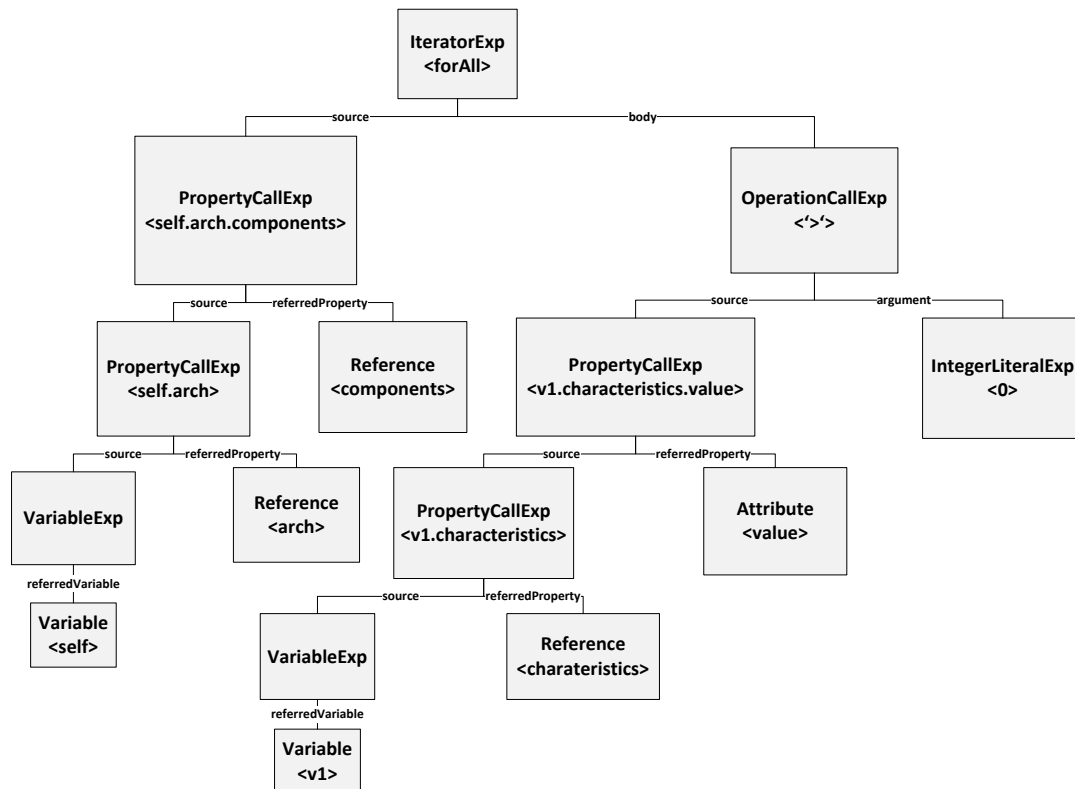 IteratorExp
<forAll>
source
body
PropertyCallExp
<self.arch.components>
OperationCallExp
<‘>‘>
source
referredProperty
source
argument
PropertyCallExp
<self.arch>
Reference
<components>
PropertyCallExp
<v1.characteristics.value>
IntegerLiteralExp
<0>
source
referredProperty
source
referredProperty
VariableExp
Reference
<arch>
PropertyCallExp
<v1.characteristics>
Attribute
<value>
referredVariable
source
referredProperty
Variable
<self>
VariableExp
Reference
<charateristics>
referredVariable
Variable
<v1>